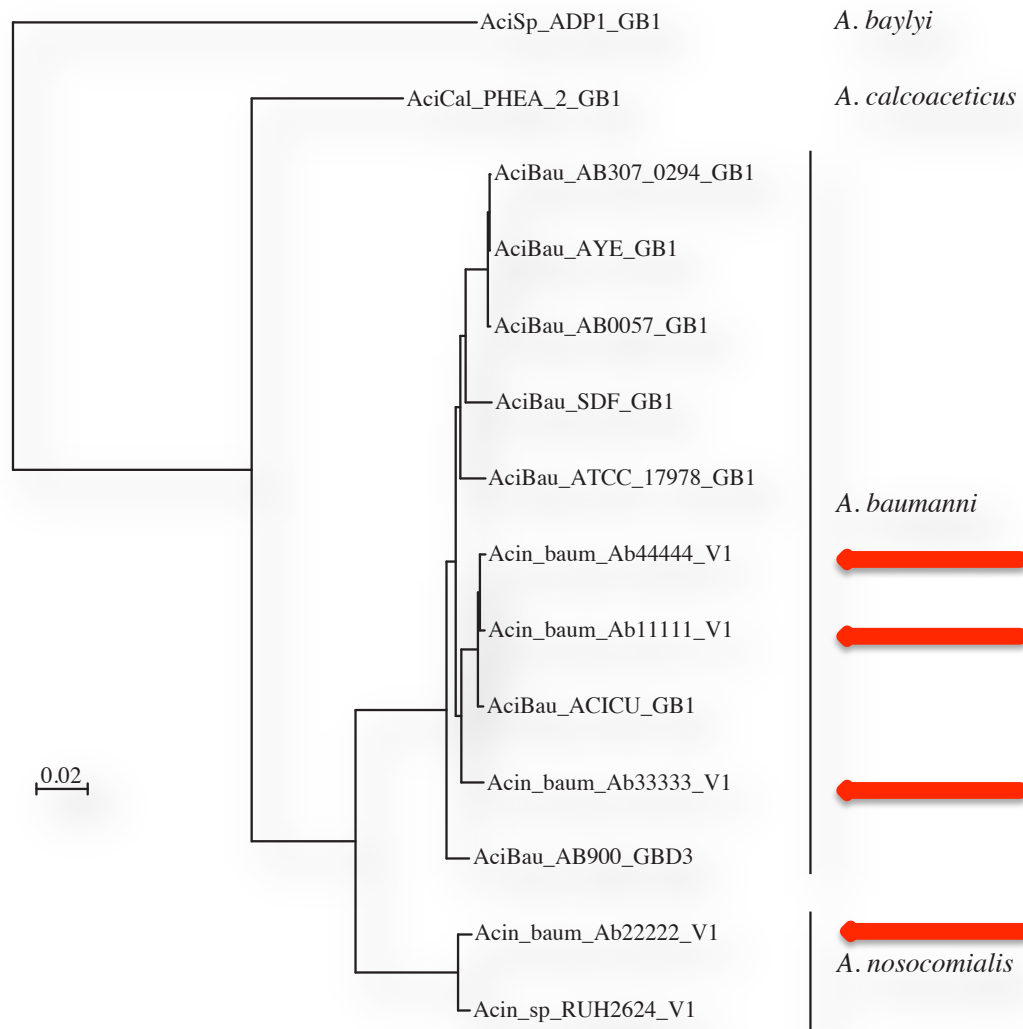 AciSp_ADP1_GB1 A. baylyi
AciCal_PHEA_2_GB1 A. calcoaceticus
AciBau_AB307_0294_GB1
AciBau_AYE_GB1
AciBau_AB0057_GB1
AciBau_SDF_GB1
AciBau_ATCC_17978_GB1
A. baumanni
Acin_baum_Ab44444_V1
Acin_baum_Ab11111_V1
AciBau_ACICU_GB1
0.02
Acin_baum_Ab33333_V1
AciBau_AB900_GBD3
Acin_baum_Ab22222_V1
A. nosocomialis
Acin_sp_RUH2624_V1